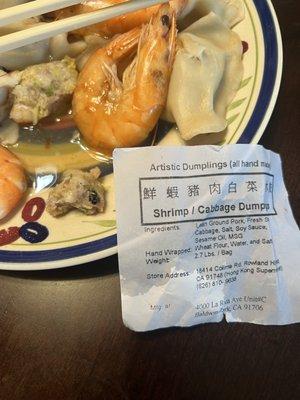 Artistic Dumplings (all hand made)
鮮 蝦 豬 肉 白 菜
Shrimp / Cabbage Dump
Ingredients: Lean Ground Pork, Fresh
Cabbage, Salt, Soy Sauce,
Sesame Oil, MSG
Hand Wrapped: Wheat Flour, Water, and Salt
Weight: 2.7 Lbs. / Bag
Store Address: 18414 Colima Rd. Rowland
CA 91748 (Hong Kong
(626) 810-
Mfg. at 4000 La Rica Ave Unit#C
Baldwin Park, CA 91706